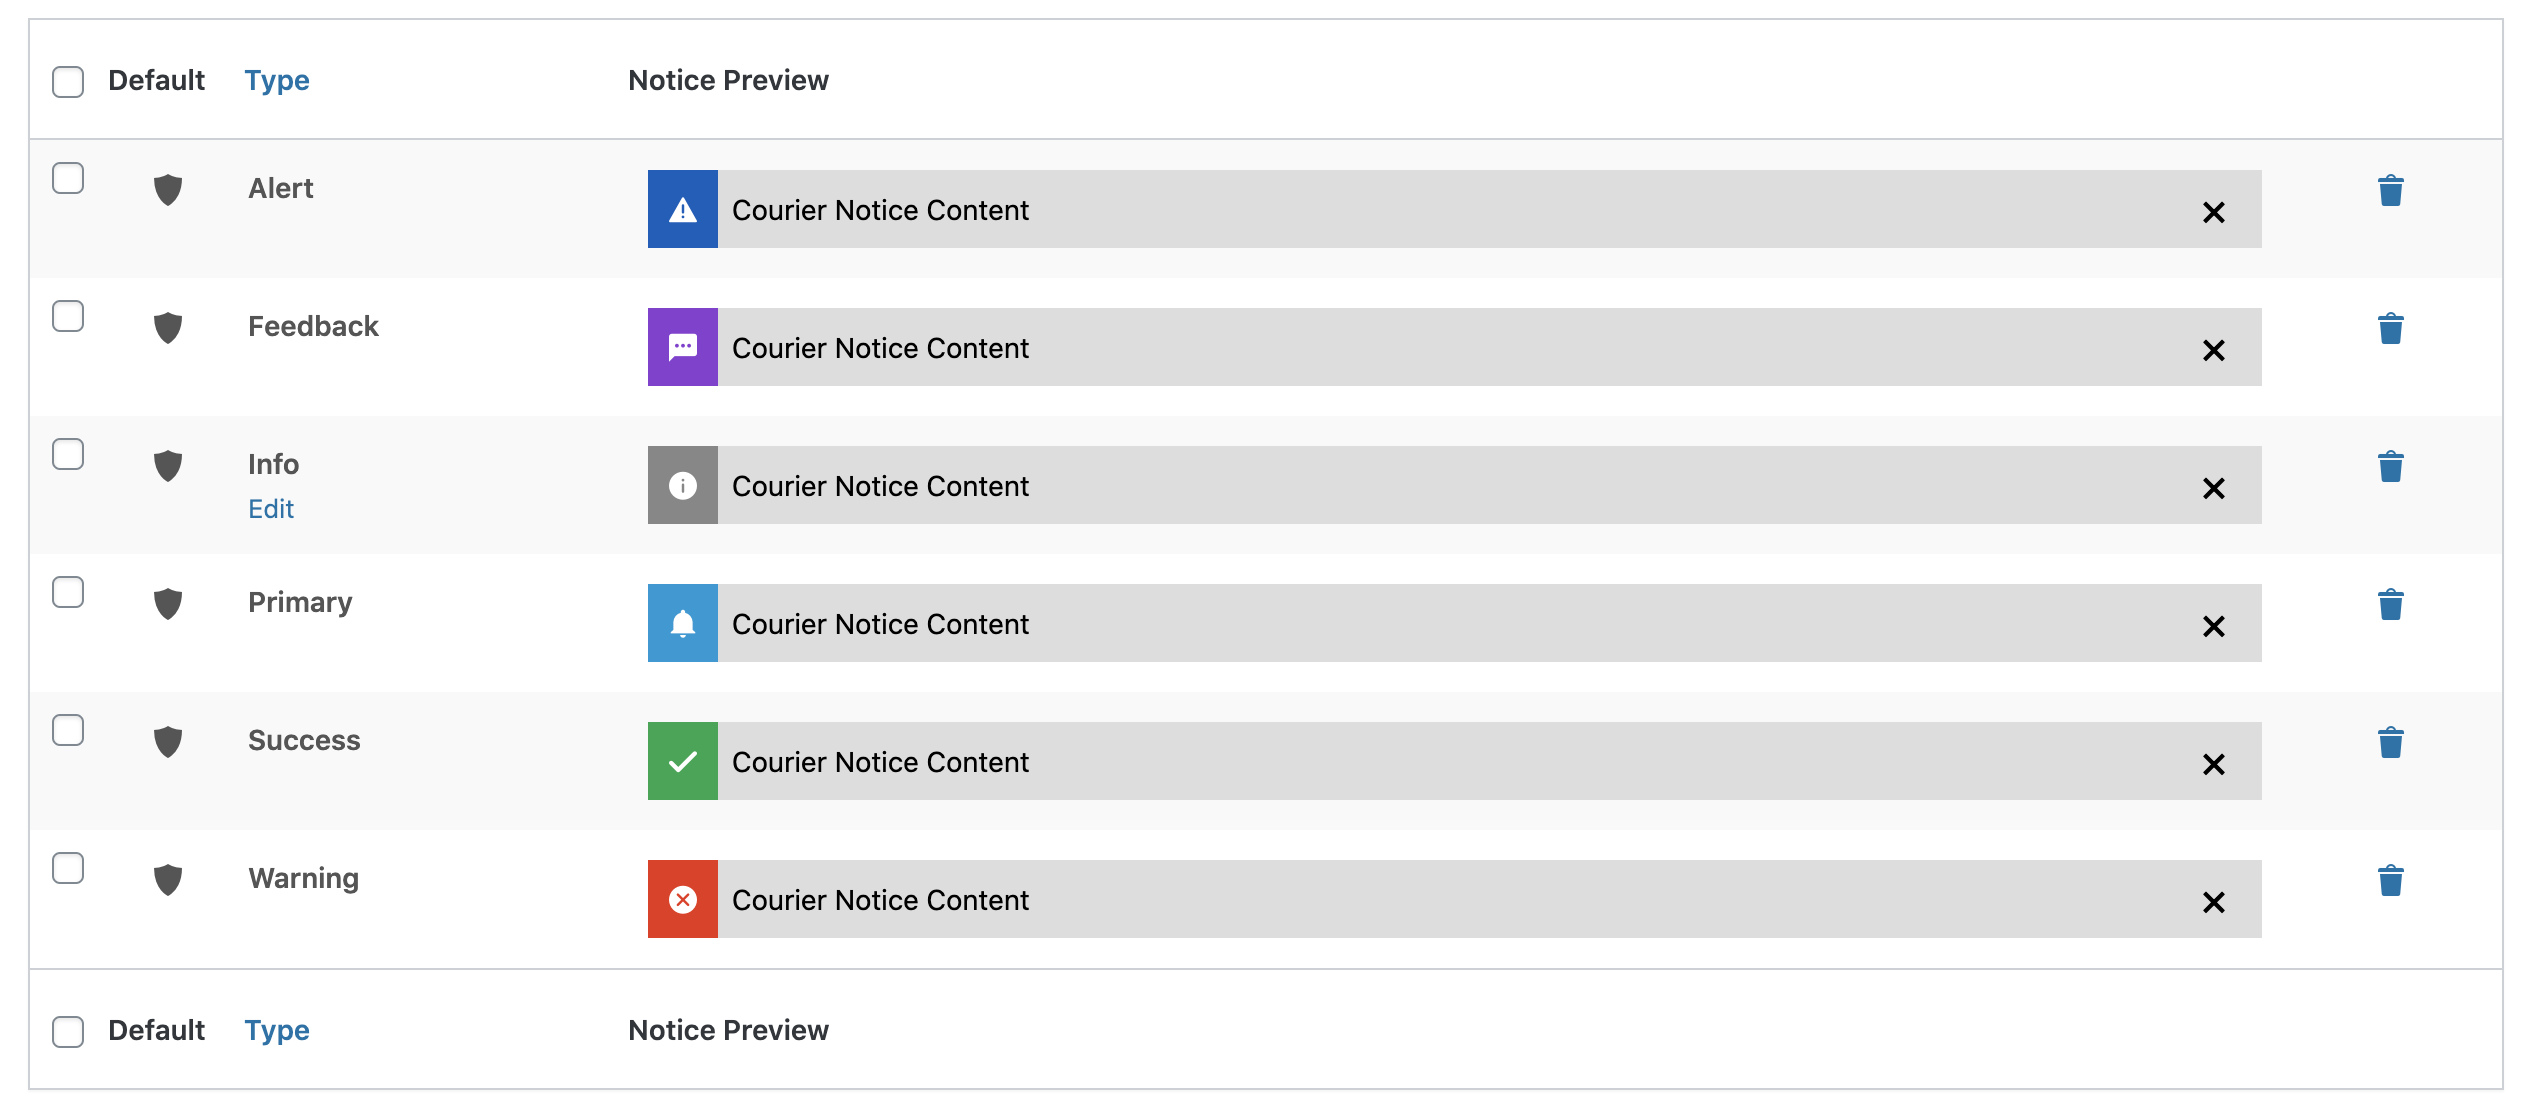 Default Type Notice Preview
Alert Courier Notice Content
Feedback Courier Notice Content
Info Courier Notice Content
Edit
Primary Courier Notice Content
Success Courier Notice Content
Warning Courier Notice Content
Default Type Notice Preview